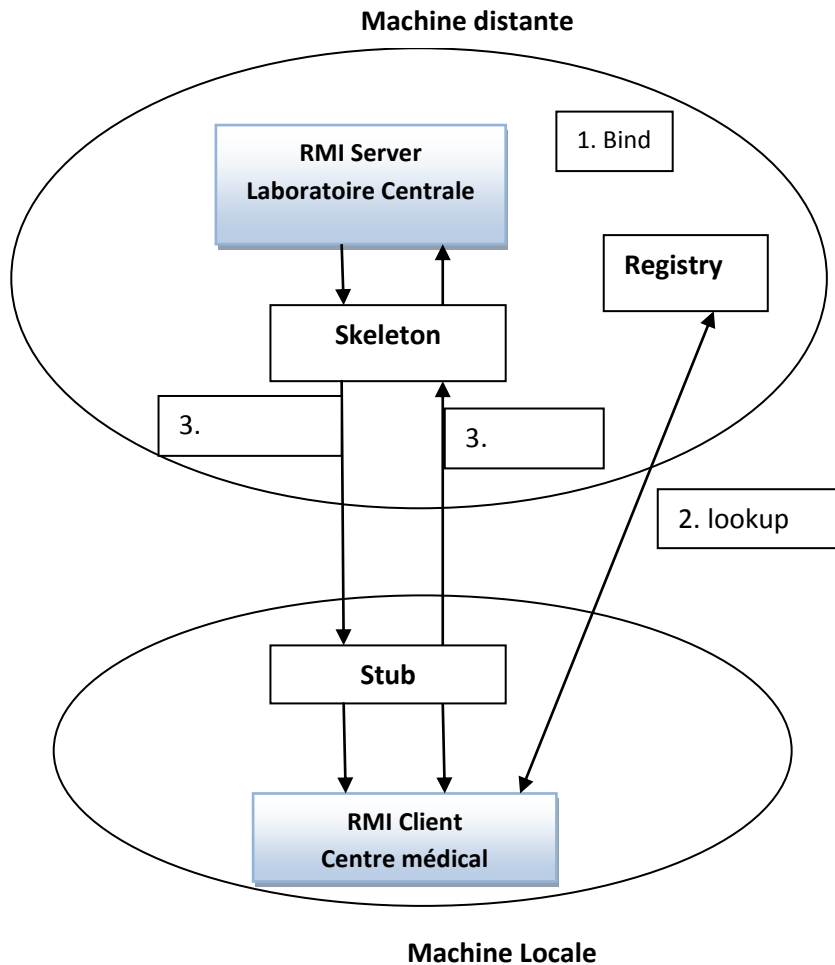 Machine distante
1. Bind
RMI Server
Laboratoire Centrale
Registry
Skeleton
3.
3.
2. lookup
Stub
RMI Client
Centre médical
Machine Locale